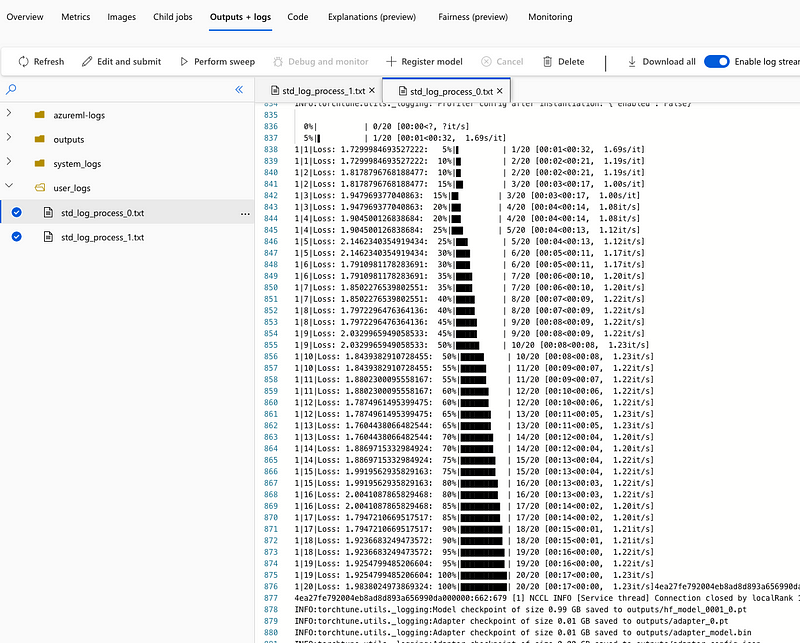 Overview Metrics Images Child jobs Outputs + logs Code Explanations (preview) Fairness (preview) Monitoring
Refresh Edit and submit Perform sweep Debug and monitor Register model Cancel Delete Download all Enable log strea
std_log_process_1.txt × std_log_process_0.txt ×
azureml-logs
outputs
system_logs
user_logs
std_log_process_0.txt ...
std_log_process_1.txt
834 INFO:torchtune.utils._logging: Profiler config after instantiation: {'enabled': False}
835
836 0%| | 0/20 [00:00<?, ?it/s]
837 5%| | 1/20 [00:01<00:32, 1.69s/it]
838 1|1|Loss: 1.7299984693527222: 5%| | 1/20 [00:01<00:32, 1.69s/it]
839 1|1|Loss: 1.7299984693527222: 10%| | 2/20 [00:02<00:21, 1.19s/it]
840 1|2|Loss: 1.8178796768188477: 10%| | 2/20 [00:02<00:21, 1.19s/it]
841 1|2|Loss: 1.8178796768188477: 15%| | 3/20 [00:03<00:17, 1.00s/it]
842 1|3|Loss: 1.947969377040863: 15%| | 3/20 [00:03<00:17, 1.00s/it]
843 1|3|Loss: 1.947969377040863: 20%| | 4/20 [00:04<00:14, 1.08it/s]
844 1|4|Loss: 1.904500126838684: 20%| | 4/20 [00:04<00:14, 1.08it/s]
845 1|4|Loss: 1.904500126838684: 25%| | 5/20 [00:04<00:13, 1.12it/s]
846 1|5|Loss: 2.1462340354919434: 25%| | 5/20 [00:04<00:13, 1.12it/s]
847 1|5|Loss: 2.1462340354919434: 30%| | 6/20 [00:05<00:11, 1.17it/s]
848 1|6|Loss: 1.7910981178283691: 30%| | 6/20 [00:05<00:11, 1.17it/s]
849 1|6|Loss: 1.7910981178283691: 35%| | 7/20 [00:06<00:10, 1.20it/s]
850 1|7|Loss: 1.8502276539802551: 35%| | 7/20 [00:06<00:10, 1.20it/s]
851 1|7|Loss: 1.8502276539802551: 40%| | 8/20 [00:07<00:09, 1.22it/s]
852 1|8|Loss: 1.7972296476364136: 40%| | 8/20 [00:07<00:09, 1.22it/s]
853 1|8|Loss: 1.7972296476364136: 45%| | 9/20 [00:08<00:09, 1.22it/s]
854 1|9|Loss: 2.0329965949058533: 45%| | 9/20 [00:08<00:09, 1.22it/s]
855 1|9|Loss: 2.0329965949058533: 50%| | 10/20 [00:08<00:08, 1.23it/s]
856 1|10|Loss: 1.8439382910728455: 50%| | 10/20 [00:08<00:08, 1.23it/s]
857 1|10|Loss: 1.8439382910728455: 55%| | 11/20 [00:09<00:07, 1.22it/s]
858 1|11|Loss: 1.8802300095558167: 55%| | 11/20 [00:09<00:07, 1.22it/s]
859 1|11|Loss: 1.8802300095558167: 60%| | 12/20 [00:10<00:06, 1.22it/s]
860 1|12|Loss: 1.7874961495399475: 60%| | 12/20 [00:10<00:06, 1.22it/s]
861 1|12|Loss: 1.7874961495399475: 65%| | 13/20 [00:11<00:05, 1.23it/s]
862 1|13|Loss: 1.7604438066482544: 65%| | 13/20 [00:11<00:05, 1.23it/s]
863 1|13|Loss: 1.7604438066482544: 70%| | 14/20 [00:12<00:04, 1.20it/s]
864 1|14|Loss: 1.8869715332984924: 70%| | 14/20 [00:12<00:04, 1.20it/s]
865 1|14|Loss: 1.8869715332984924: 75%| | 15/20 [00:13<00:04, 1.22it/s]
866 1|15|Loss: 1.9919562935829163: 75%| | 15/20 [00:13<00:04, 1.22it/s]
867 1|15|Loss: 1.9919562935829163: 80%| | 16/20 [00:13<00:03, 1.22it/s]
868 1|16|Loss: 2.0041087865829468: 80%| | 16/20 [00:13<00:03, 1.22it/s]
869 1|16|Loss: 2.0041087865829468: 85%| | 17/20 [00:14<00:02, 1.20it/s]
870 1|17|Loss: 1.7947210669517517: 85%| | 17/20 [00:14<00:02, 1.20it/s]
871 1|17|Loss: 1.7947210669517517: 90%| | 18/20 [00:15<00:01, 1.21it/s]
872 1|18|Loss: 1.9236683249473572: 90%| | 18/20 [00:15<00:01, 1.21it/s]
873 1|18|Loss: 1.9236683249473572: 95%| | 19/20 [00:16<00:00, 1.22it/s]
874 1|19|Loss: 1.9254799485206604: 95%| | 19/20 [00:16<00:00, 1.22it/s]
875 1|19|Loss: 1.9254799485206604: 100%| | 20/20 [00:17<00:00, 1.23it/s]
876 1|20|Loss: 1.9838024973869324: 100%| | 20/20 [00:17<00:00, 1.23it/s]4ea27fe792004eb8ad8d893a656990da
877 4ea27fe792004eb8ad8d893a656990da000000:662:679 [1] NCCL INFO [Service thread] Connection closed by localRank 1
878 INFO:torchtune.utils._logging:Model checkpoint of size 0.99 GB saved to outputs/hf_model_0001_0.pt
879 INFO:torchtune.utils._logging:Adapter checkpoint of size 0.01 GB saved to outputs/adapter_0.pt
880 INFO:torchtune.utils._logging:Adapter checkpoint of size 0.01 GB saved to outputs/adapter_model.bin